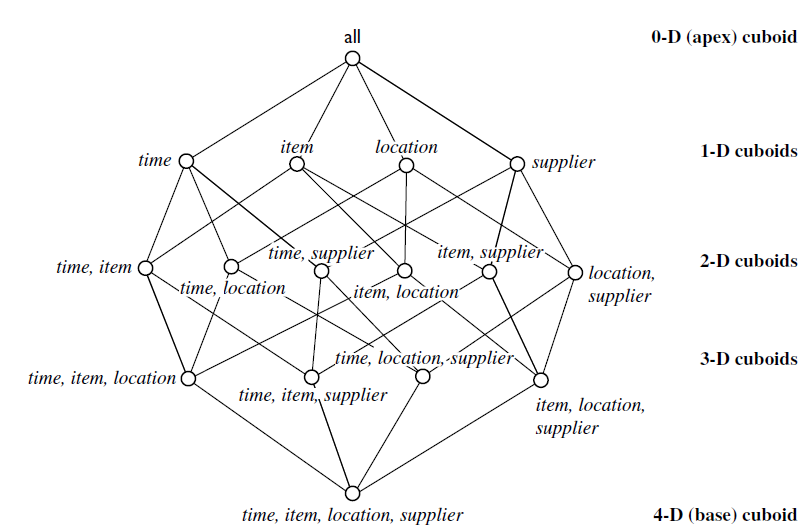 all
0-D (apex) cuboid
time
item
location
supplier
1-D cuboids
time, item
time, location
time, supplier
item, location
item, supplier
location,
supplier
2-D cuboids
time, item, location
time, item, supplier
time, location, supplier
item, location,
supplier
3-D cuboids
time, item, location, supplier
4-D (base) cuboid